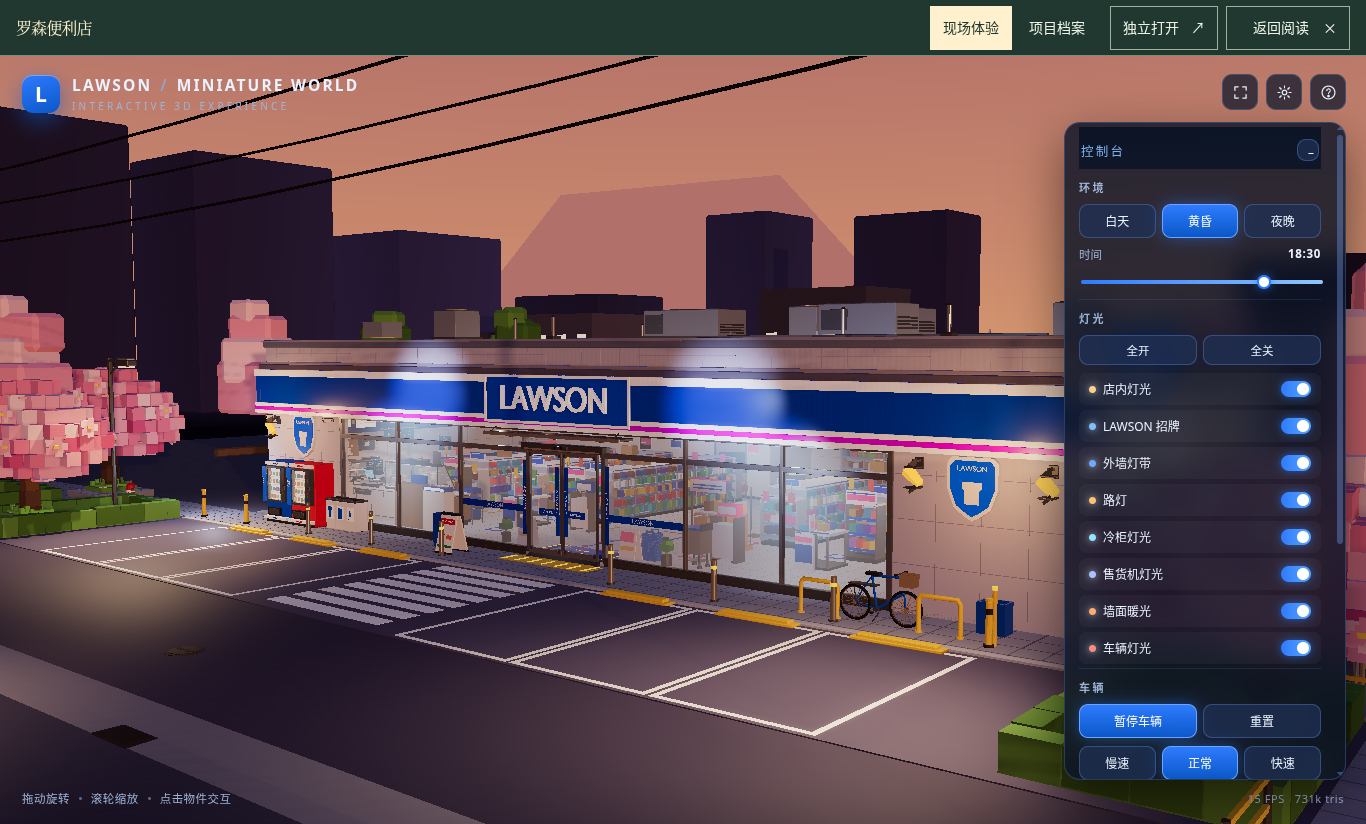 罗森便利店
现场体验
项目档案
独立打开 ↗
返回阅读 ×
L
LAWSON / MINIATURE WORLD
INTERACTIVE 3D EXPERIENCE
控制台
环境
白天
黄昏
夜晚
时间
18:30
灯光
全开
全关
店内灯光
LAWSON 招牌
外墙灯带
路灯
冷柜灯光
售货机灯光
墙面暖光
车辆灯光
车辆
暂停车辆
重置
慢速
正常
快速
LAWSON
LAWSON
LAWSON
拖动旋转 • 滚轮缩放 • 点击物件交互
15 FPS 731k tris